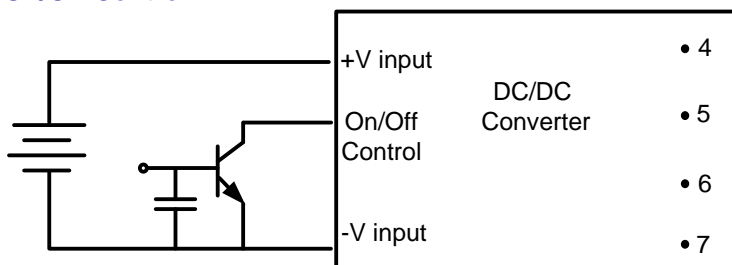 +V input
On/Off
Control
-V input
DC/DC
Converter
4
5
6
7